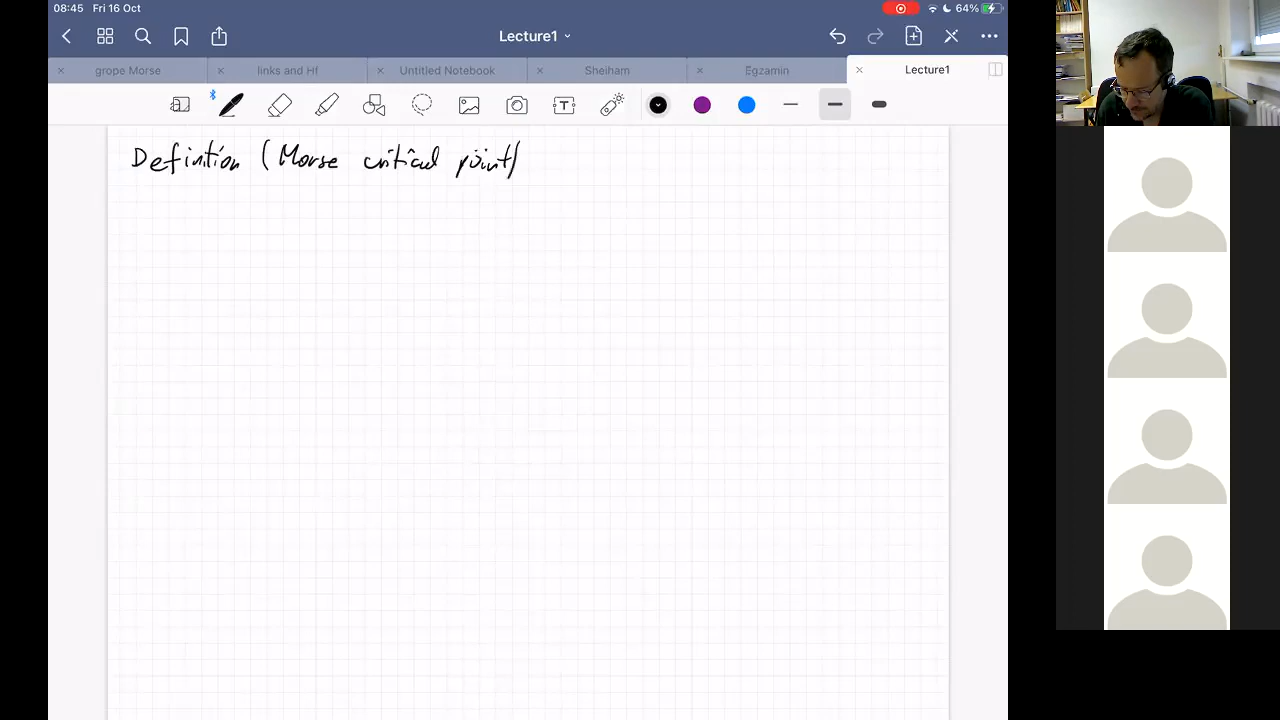 08:45 Fri 16 Oct
64%
Lecture1
grope Morse
links and Hf
Untitled Notebook
Sheiham
Egzamin
Lecture1
Defintion (Morse critical point)